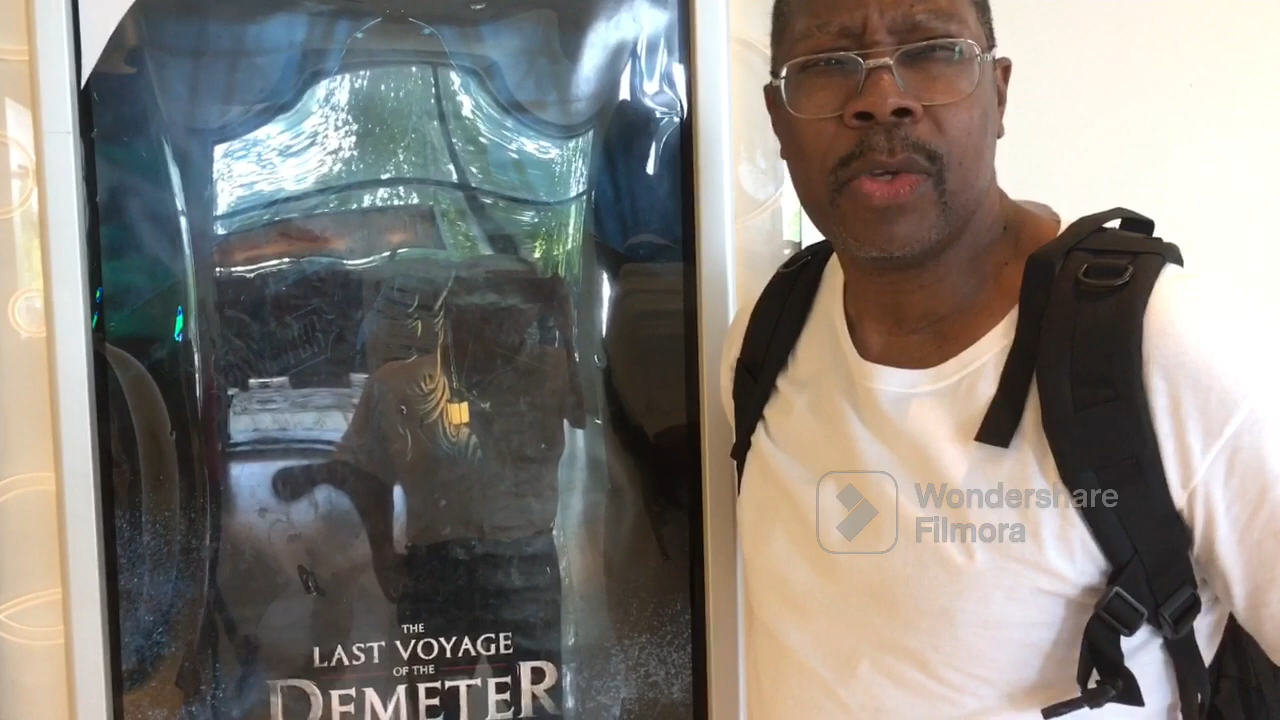 THE
LAST VOYAGE
OF THE
DEMETER
Wondershare
Filmora